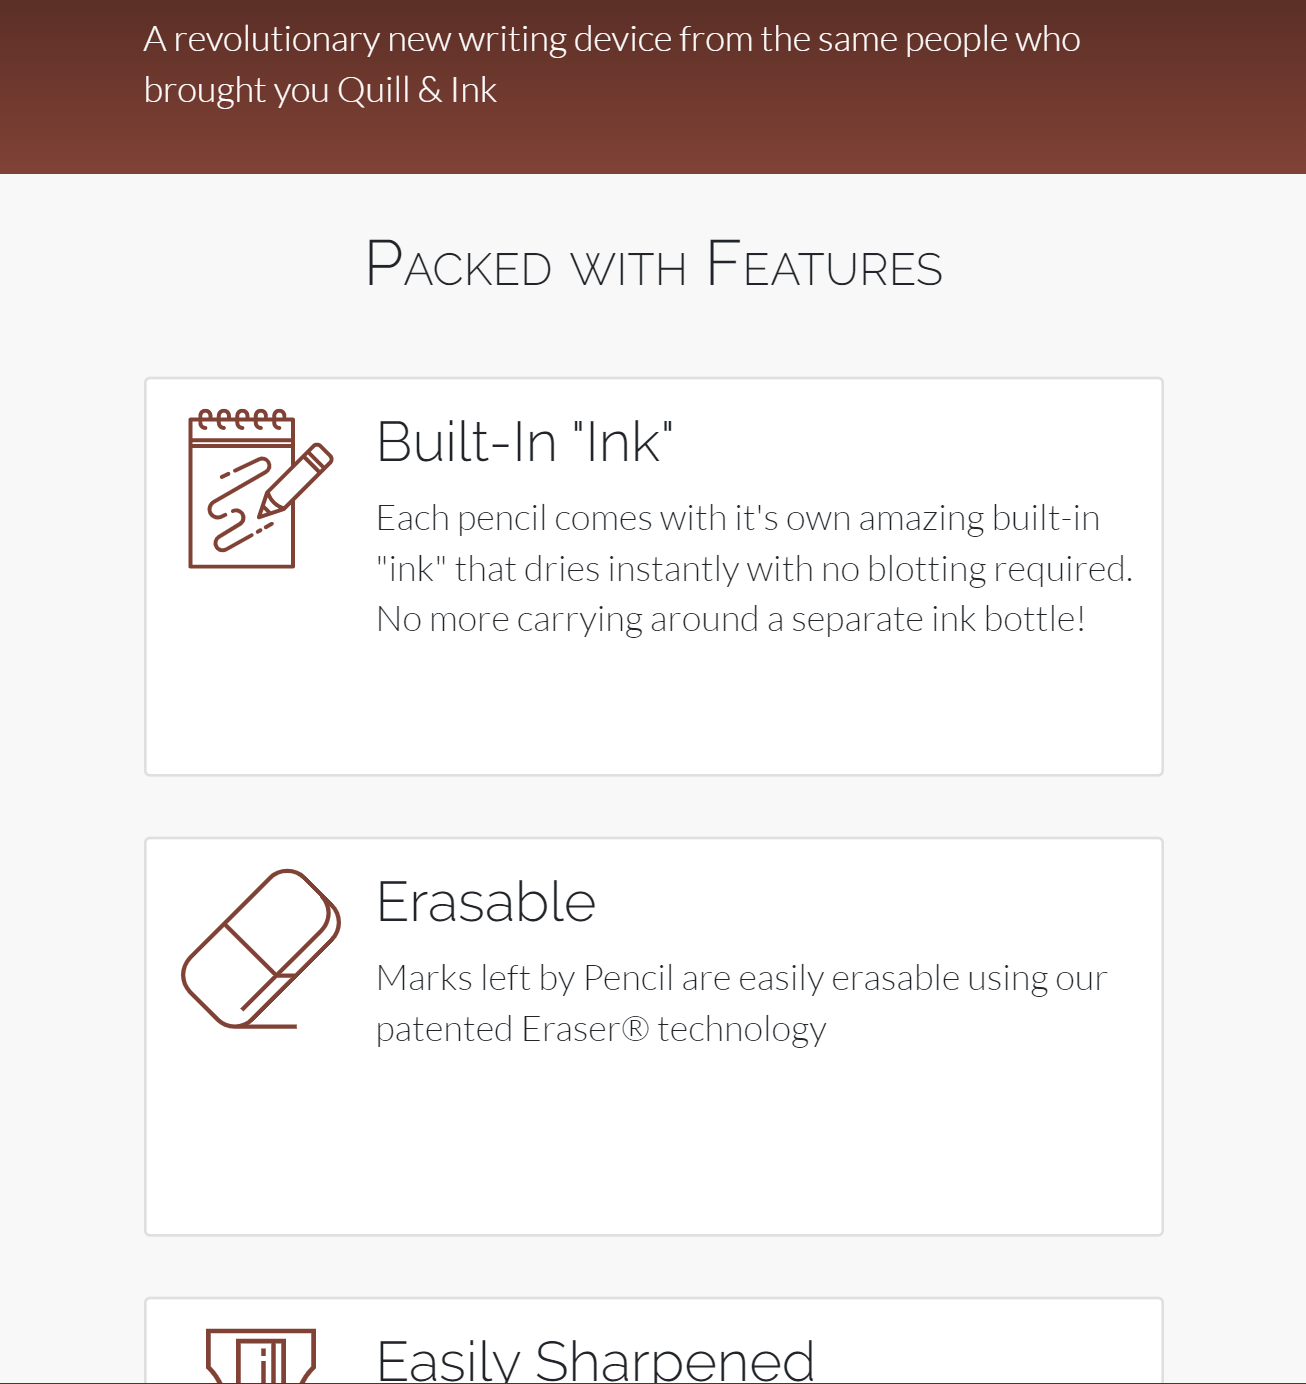 A revolutionary new writing device from the same people who
brought you Quill & Ink
Packed with Features
Built-In "Ink"
Each pencil comes with it's own amazing built-in
"ink" that dries instantly with no blotting required.
No more carrying around a separate ink bottle!
Erasable
Marks left by Pencil are easily erasable using our
patented Eraser® technology
Easily Sharpened